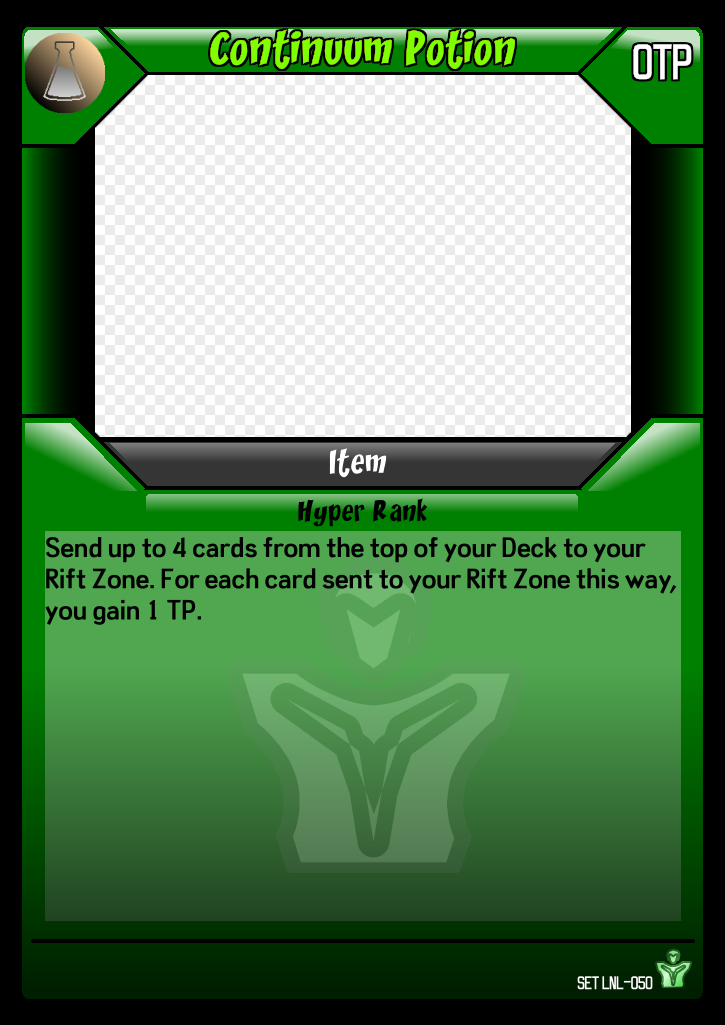 Continuum Potion
0TP
Item
Hyper Rank
Send up to 4 cards from the top of your Deck to your
Rift Zone. For each card sent to your Rift Zone this way,
you gain 1 TP.
SET LNL-050